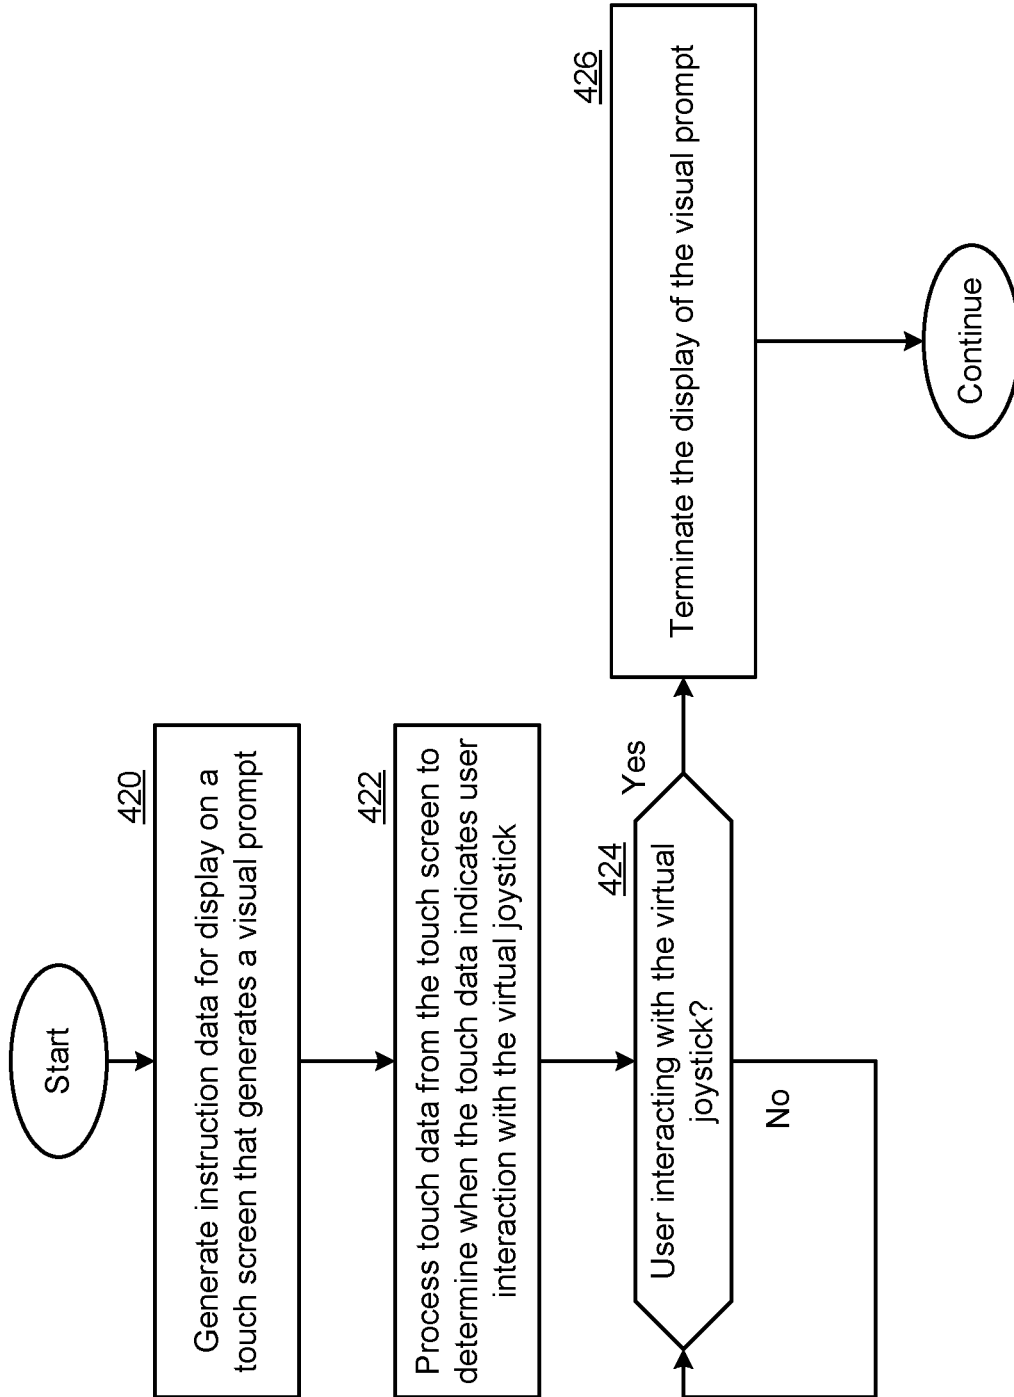 Start
420
Generate instruction data for display on a
touch screen that generates a visual prompt
422
Process touch data from the touch screen to
determine when the touch data indicates user
interaction with the virtual joystick
424
User interacting with the virtual
joystick?
Yes
No
426
Terminate the display of the visual prompt
Continue